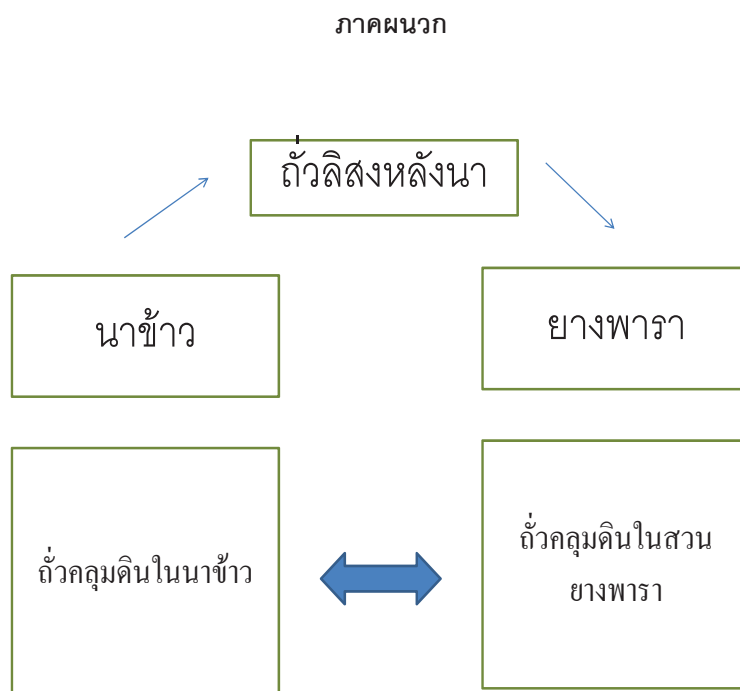 ภาคผนวก
ถั่วลิสงหลังนา
นาข้าว
ยางพารา
ถั่วคลุมดินในนาข้าว
ถั่วคลุมดินในสวน
ยางพารา